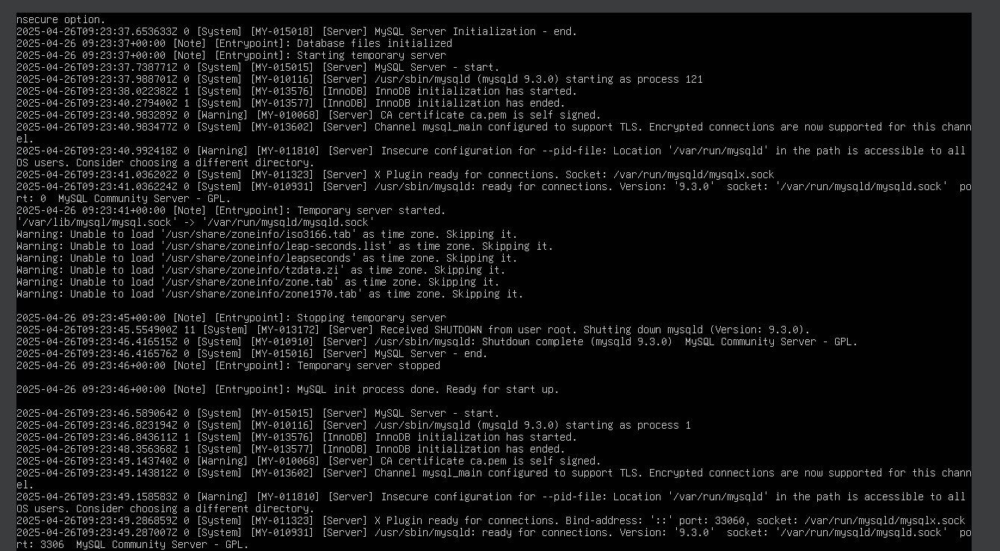 nsecure option.
2025-04-26T09:23:37.653633Z 0 [System] [MY-015018] [Server] MySQL Server Initialization - end.
2025-04-26 09:23:37+00:00 [Note] [Entrypoint]: Database files initialized
2025-04-26 09:23:37+00:00 [Note] [Entrypoint]: Starting temporary server
2025-04-26T09:23:37.738771Z 0 [System] [MY-015015] [Server] MySQL Server - start.
2025-04-26T09:23:37.988701Z 0 [System] [MY-010116] [Server] /usr/sbin/mysqld (mysqld 9.3.0) starting as process 121
2025-04-26T09:23:38.022382Z 1 [System] [MY-013576] [InnoDB] InnoDB initialization has started.
2025-04-26T09:23:40.279400Z 1 [System] [MY-013577] [InnoDB] InnoDB initialization has ended.
2025-04-26T09:23:40.983289Z 0 [Warning] [MY-010068] [Server] CA certificate ca.pem is self signed.
2025-04-26T09:23:40.983477Z 0 [System] [MY-013602] [Server] Channel mysql_main configured to support TLS. Encrypted connections are now supported for this chann
el.
2025-04-26T09:23:40.992418Z 0 [Warning] [MY-011810] [Server] Insecure configuration for --pid-file: Location '/var/run/mysqld' in the path is accessible to all
OS users. Consider choosing a different directory.
2025-04-26T09:23:41.036202Z 0 [System] [MY-011323] [Server] X Plugin ready for connections. Socket: /var/run/mysqld/mysqlx.sock
2025-04-26T09:23:41.036224Z 0 [System] [MY-010931] [Server] /usr/sbin/mysqld: ready for connections. Version: '9.3.0'  socket: '/var/run/mysqld/mysqld.sock'  po
rt: 0  MySQL Community Server - GPL.
2025-04-26 09:23:41+00:00 [Note] [Entrypoint]: Temporary server started.
'/var/lib/mysql/mysql.sock' -> '/var/run/mysqld/mysqld.sock'
Warning: Unable to load '/usr/share/zoneinfo/iso3166.tab' as time zone. Skipping it.
Warning: Unable to load '/usr/share/zoneinfo/leap-seconds.list' as time zone. Skipping it.
Warning: Unable to load '/usr/share/zoneinfo/leapseconds' as time zone. Skipping it.
Warning: Unable to load '/usr/share/zoneinfo/tzdata.zi' as time zone. Skipping it.
Warning: Unable to load '/usr/share/zoneinfo/zone.tab' as time zone. Skipping it.
Warning: Unable to load '/usr/share/zoneinfo/zone1970.tab' as time zone. Skipping it.

2025-04-26 09:23:45+00:00 [Note] [Entrypoint]: Stopping temporary server
2025-04-26T09:23:45.554900Z 11 [System] [MY-013172] [Server] Received SHUTDOWN from user root. Shutting down mysqld (Version: 9.3.0).
2025-04-26T09:23:46.416515Z 0 [System] [MY-010910] [Server] /usr/sbin/mysqld: Shutdown complete (mysqld 9.3.0)  MySQL Community Server - GPL.
2025-04-26T09:23:46.416576Z 0 [System] [MY-015016] [Server] MySQL Server - end.
2025-04-26 09:23:46+00:00 [Note] [Entrypoint]: Temporary server stopped

2025-04-26 09:23:46+00:00 [Note] [Entrypoint]: MySQL init process done. Ready for start up.

2025-04-26T09:23:46.589064Z 0 [System] [MY-015015] [Server] MySQL Server - start.
2025-04-26T09:23:46.823194Z 0 [System] [MY-010116] [Server] /usr/sbin/mysqld (mysqld 9.3.0) starting as process 1
2025-04-26T09:23:46.843611Z 1 [System] [MY-013576] [InnoDB] InnoDB initialization has started.
2025-04-26T09:23:48.356368Z 1 [System] [MY-013577] [InnoDB] InnoDB initialization has ended.
2025-04-26T09:23:49.143740Z 0 [Warning] [MY-010068] [Server] CA certificate ca.pem is self signed.
2025-04-26T09:23:49.143812Z 0 [System] [MY-013602] [Server] Channel mysql_main configured to support TLS. Encrypted connections are now supported for this chann
el.
2025-04-26T09:23:49.158583Z 0 [Warning] [MY-011810] [Server] Insecure configuration for --pid-file: Location '/var/run/mysqld' in the path is accessible to all
OS users. Consider choosing a different directory.
2025-04-26T09:23:49.286859Z 0 [System] [MY-011323] [Server] X Plugin ready for connections. Bind-address: '::' port: 33060, socket: /var/run/mysqld/mysqlx.sock
2025-04-26T09:23:49.287007Z 0 [System] [MY-010931] [Server] /usr/sbin/mysqld: ready for connections. Version: '9.3.0'  socket: '/var/run/mysqld/mysqld.sock'  po
rt: 3306  MySQL Community Server - GPL.